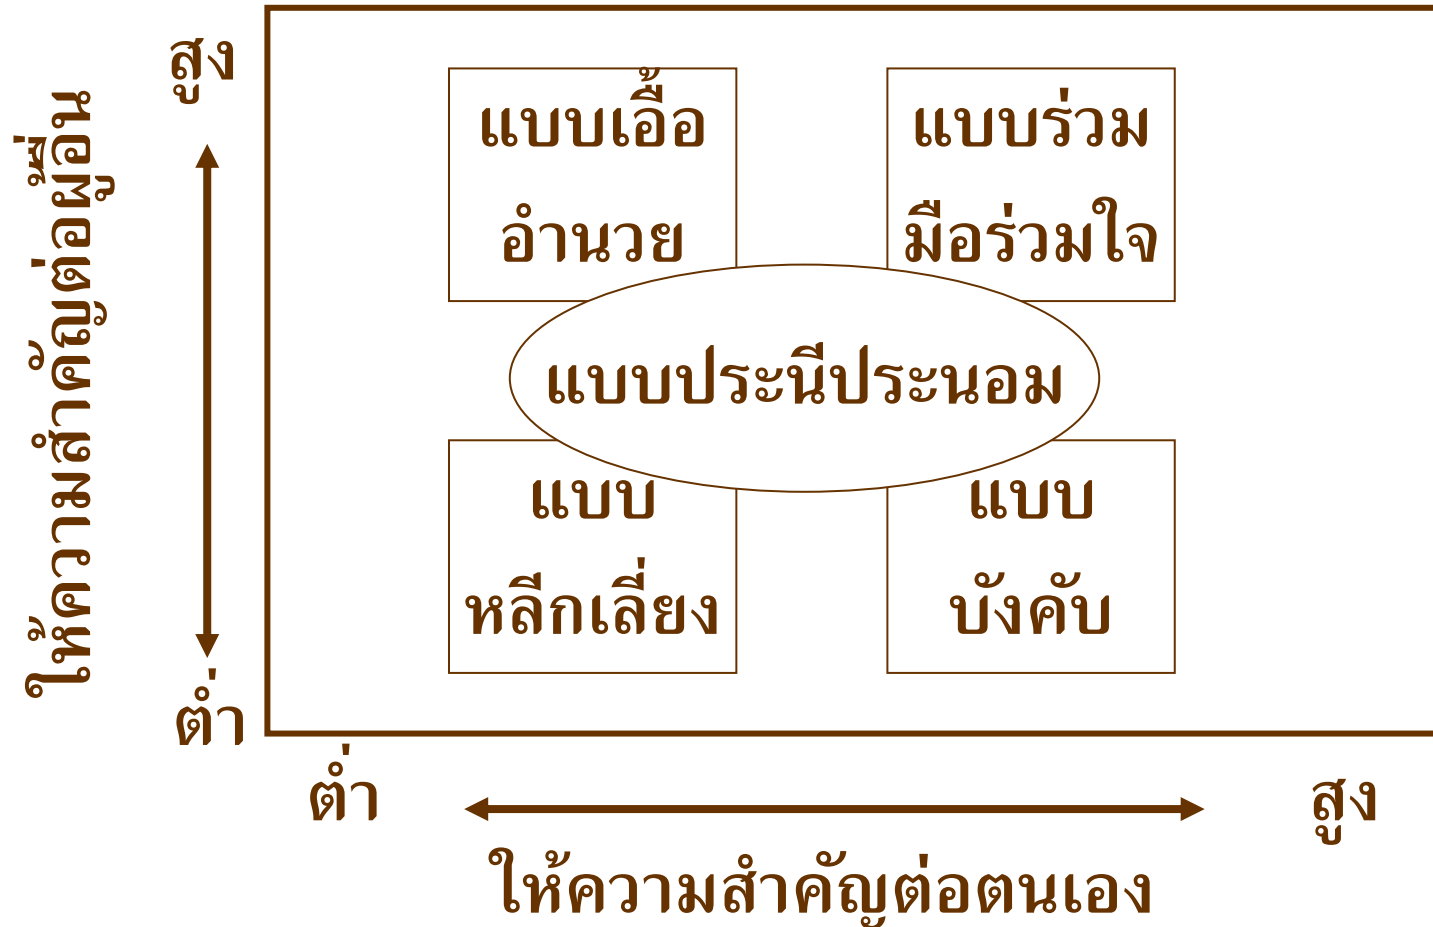 สูง
ให้ความสำคัญต่อผู้อื่น
ต่ำ
แบบเอื้อ
อำนวย
แบบร่วม
มือร่วมใจ
แบบประนีประนอม
แบบ
หลีกเลี่ยง
แบบ
บังคับ
ต่ำ
สูง
ให้ความสำคัญต่อตนเอง